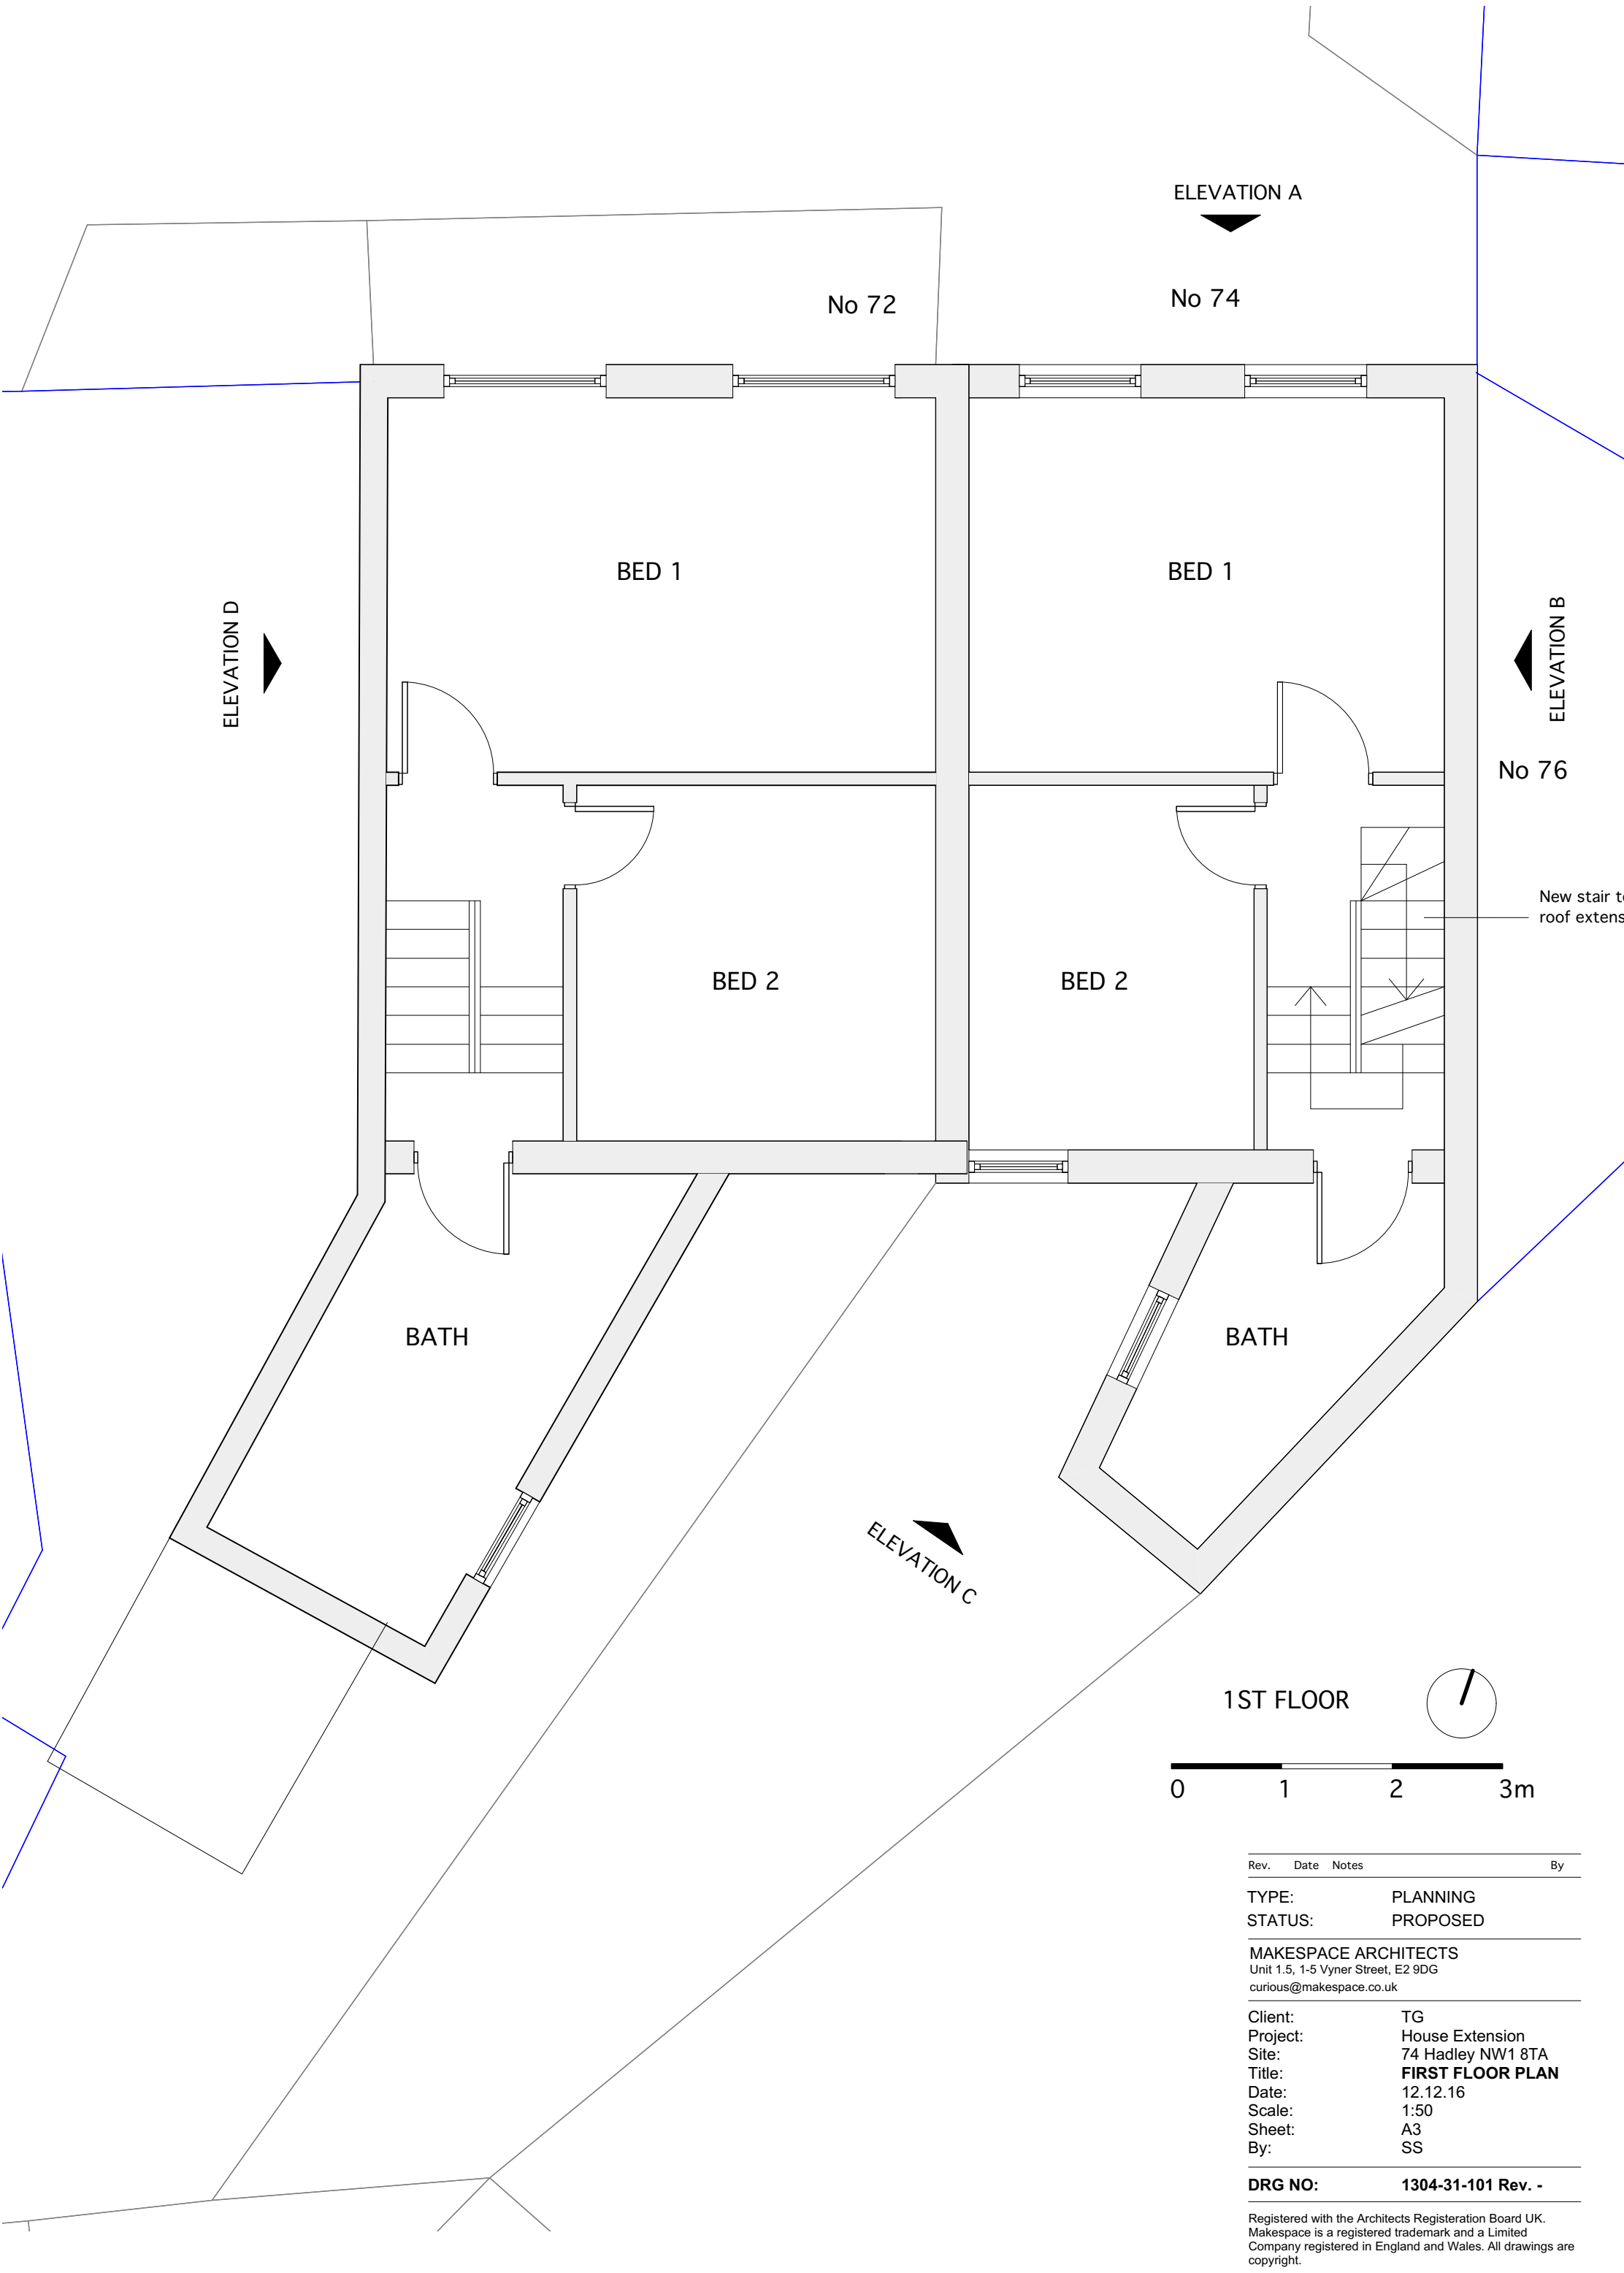 ELEVATION A
No 72
No 74
BED 1
BED 1
ELEVATION D
ELEVATION B
No 76
New stair
roof
BED 2
BED 2
BATH
BATH
ELEVATION C
1ST FLOOR
0 1 2 3m
Rev. Date Notes By
TYPE: PLANNING
STATUS: PROPOSED
MAKESPACE ARCHITECTS
Unit 1.5, 1-5 Vyner Street, E2 9DG
curious@makespace.co.uk
Client: TG
Project: House Extension
Site: 74 Hadley NW1 8TA
Title: FIRST FLOOR PLAN
Date: 12.12.16
Scale: 1:50
Sheet: A3
By: SS
DRG NO: 1304-31-101 Rev. -
Registered with the Architects Registeration Board UK.
Makespace is a registered trademark and a Limited
Company registered in England and Wales. All drawings are
copyright.